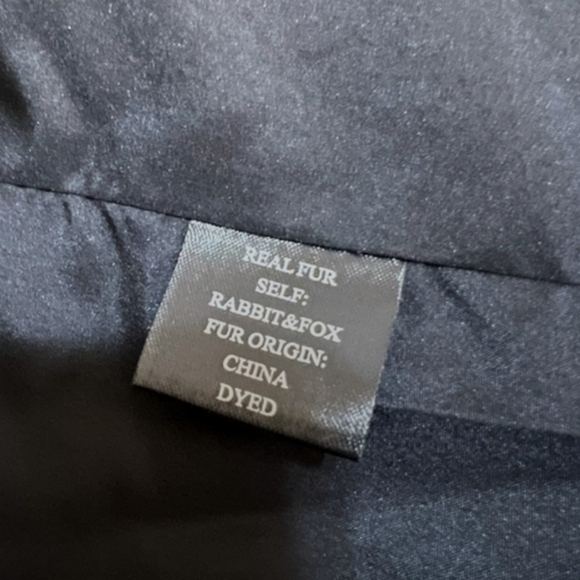 REAL FUR
SELF:
RABBIT&FOX
FUR ORIGIN:
CHINA
DYED